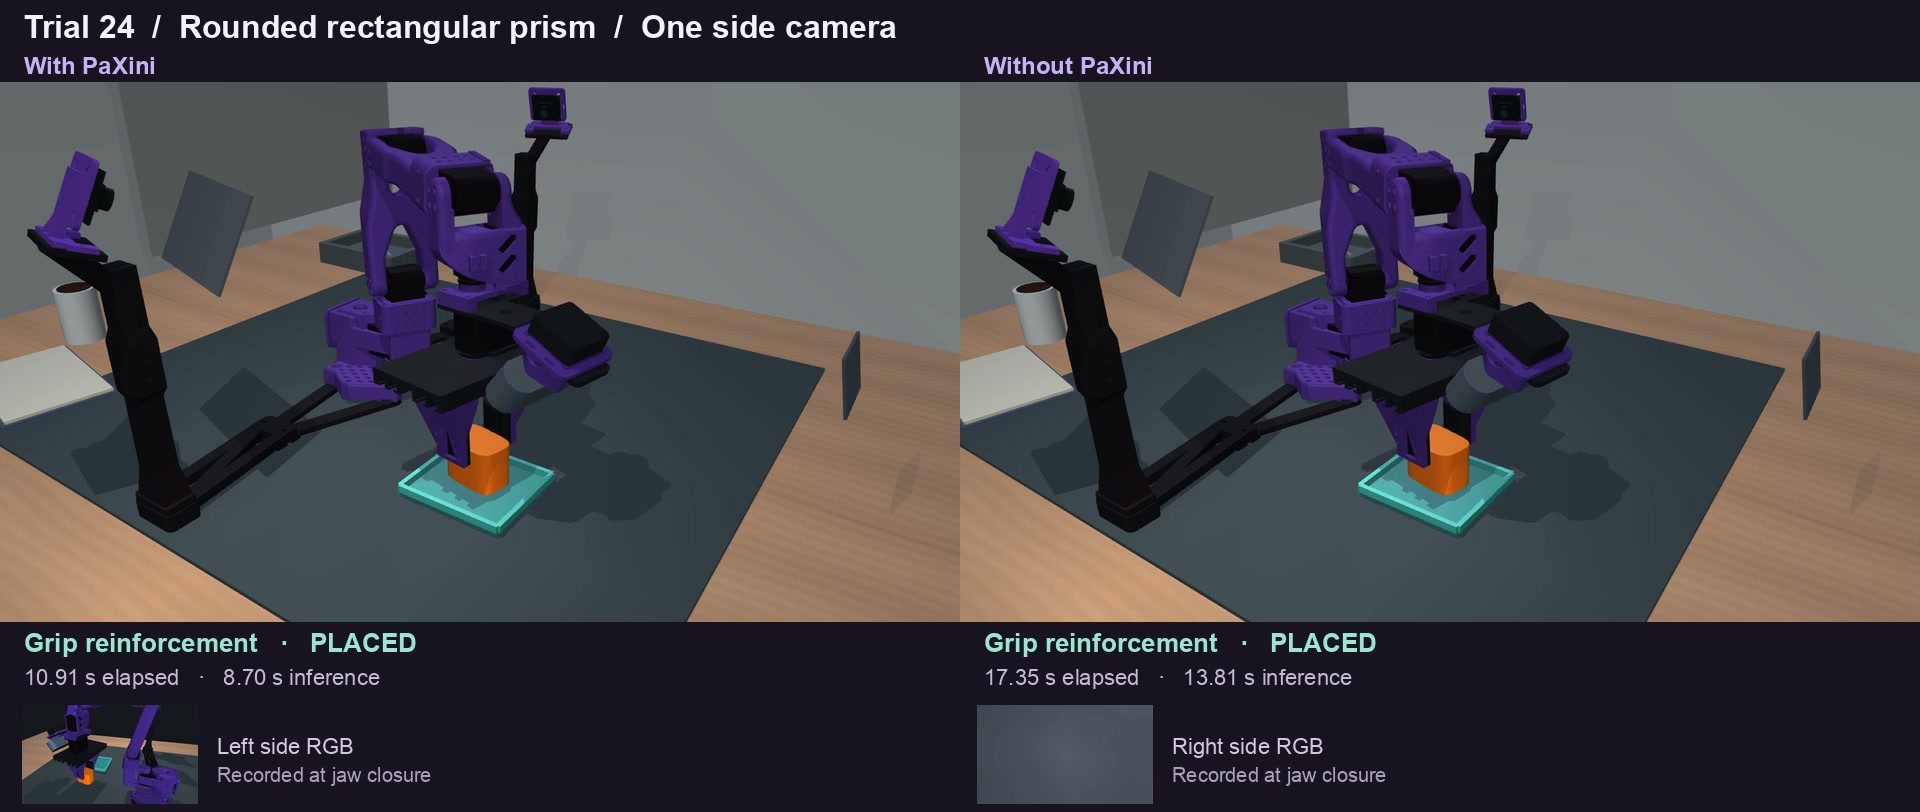 Trial 24 / Rounded rectangular prism / One side camera
With PaXini
Without PaXini
Grip reinforcement · PLACED
10.91 s elapsed · 8.70 s inference
Left side RGB
Recorded at jaw closure
Grip reinforcement · PLACED
17.35 s elapsed · 13.81 s inference
Right side RGB
Recorded at jaw closure